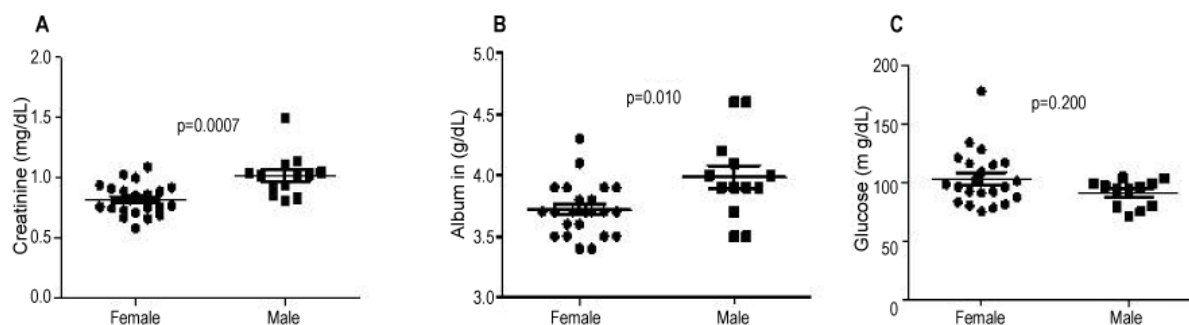 A
Creatinine (mg/dL)
2.0
1.5
1.0
0.5
0.0
p=0.0007
Female Male
B
Album in (g/dL)
5.0
4.5
4.0
3.5
3.0
p=0.010
Female Male
C
Glucose (m g/dL)
200
150
100
50
0
p=0.200
Female Male